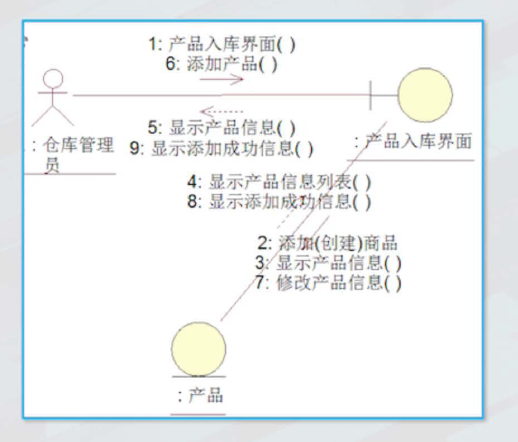 1: 产品入库界面( )
6: 添加产品( )
5: 显示产品信息( )
9: 显示添加成功信息( )
: 仓库管理
员
: 产品入库界面
4: 显示产品信息列表( )
8: 显示添加成功信息( )
2: 添加(创建)商品
3: 显示产品信息( )
7: 修改产品信息( )
: 产品